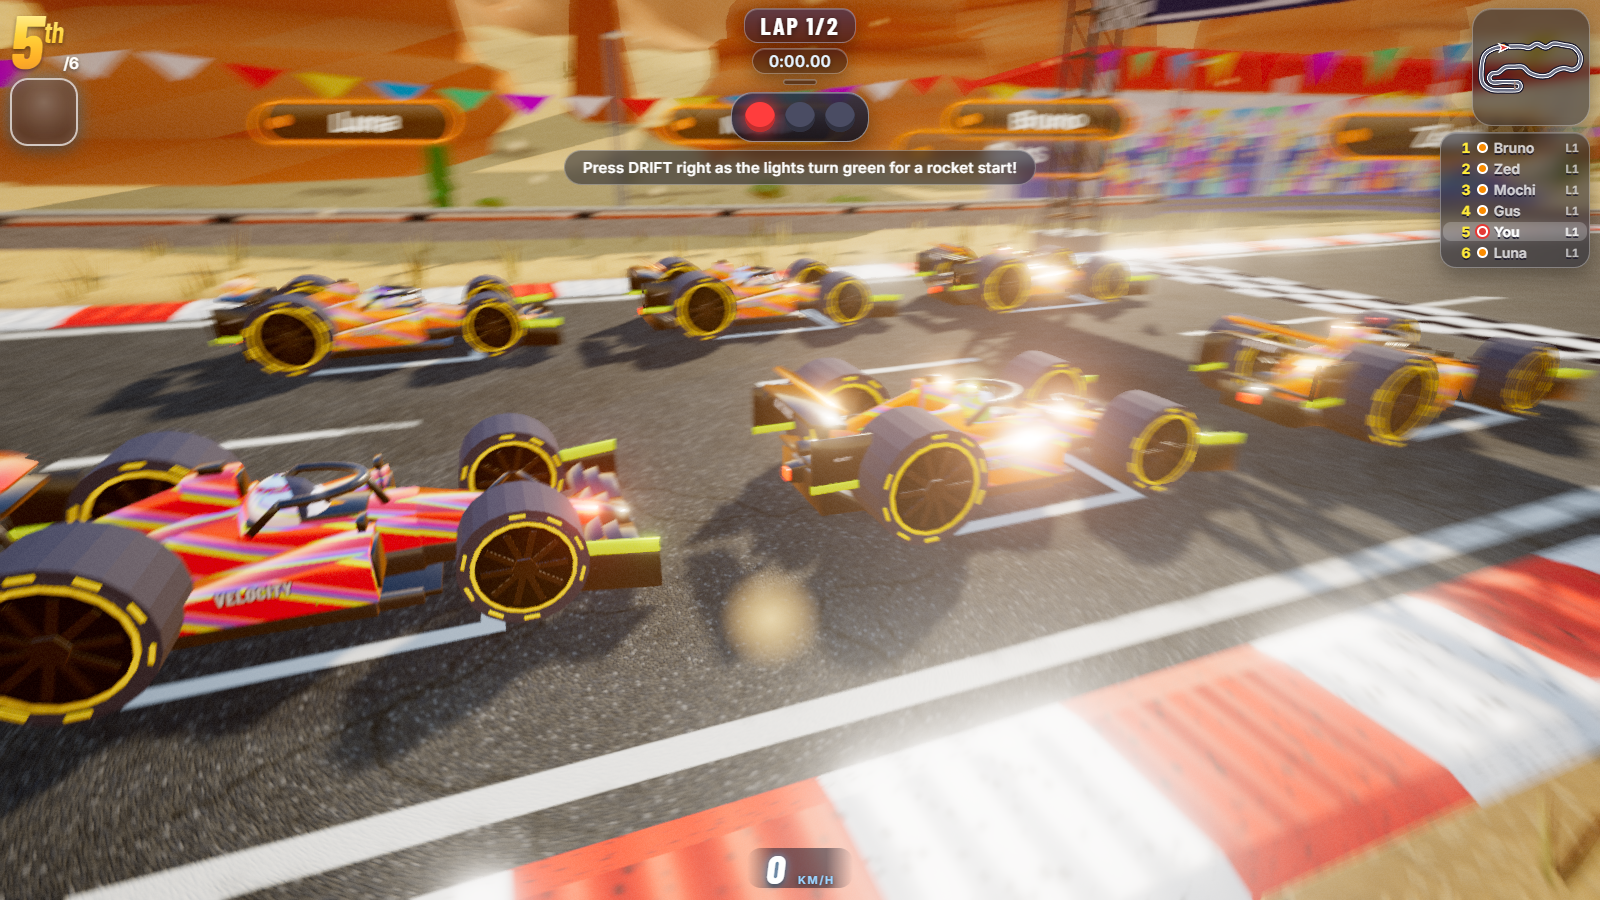 5th
/6
LAP 1/2
0:00.00
Press DRIFT right as the lights turn green for a rocket start!
Luna
Bruno
1 Bruno L1
2 Zed L1
3 Mochi L1
4 Gus L1
5 You L1
6 Luna L1
VELOCITY
0 KM/H